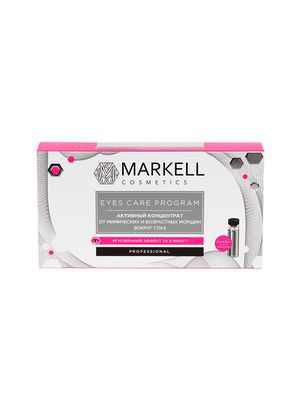 MARKELL
COSMETICS
EYES CARE PROGRAM
АКТИВНЫЙ КОНЦЕНТРАТ
ОТ МИМИЧЕСКИХ И ВОЗРАСТНЫХ МОРЩИН
ВОКРУГ ГЛАЗ
МГНОВЕННЫЙ ЭФФЕКТ ЗА 5 МИНУТ!
PROFESSIONAL